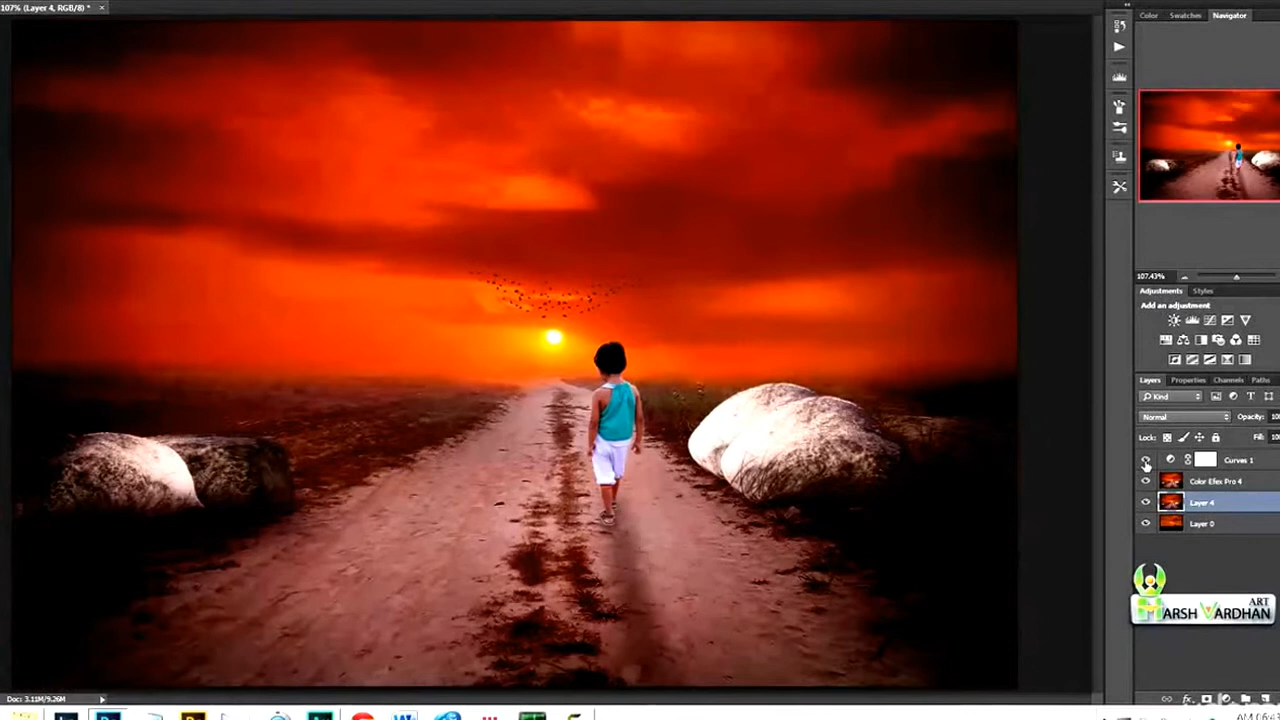 107% (Layer 4, RGB/8) * ×
Color Swatches Navigator
107.43%
Adjustments Styles
Add an adjustment
Layers Properties Channels Paths
Kind
Normal Opacity:
Lock: Fill:
Curves 1
Color Efex Pro 4
Layer 4
Layer 0
ART
HARSH VARDHAN
Doc: 3.11M/9.26M